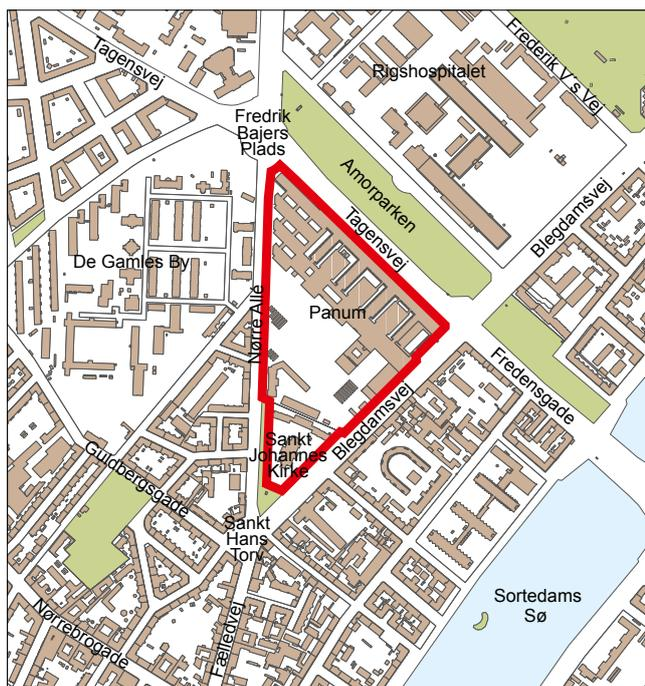 Tagensvej
Frederik V's Vej
Rigshospitalet
Fredrik
Bajers
Plads
Amorparken
Tagensvej
Blegdamsvej
De Gamles By
Nørre Allé
Panum
Fredensgade
Blegdamsvej
Sankt
Johannes
Kirke
Guldbergsgade
Sankt
Hans
Torv
Sortedams
Sø
Nørrebrogade
Fælledvej